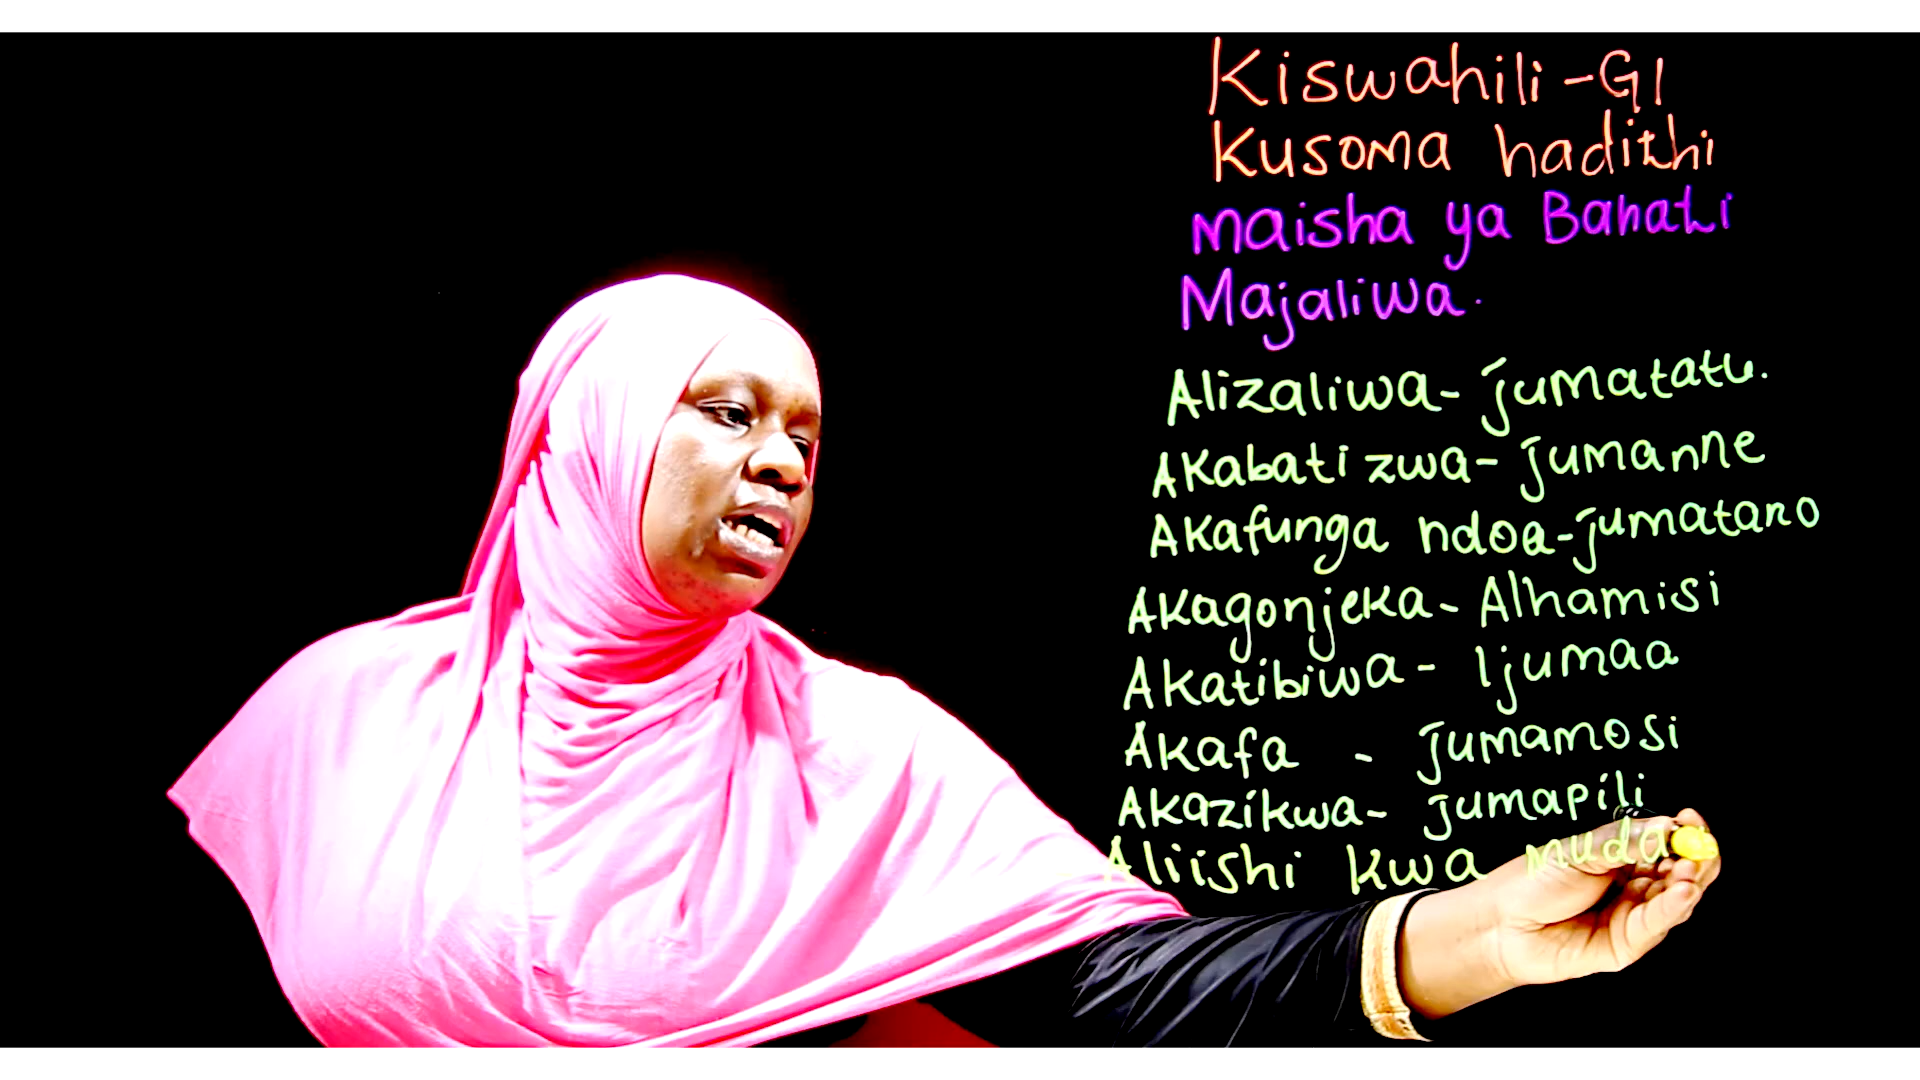 Kiswahili - G1
Kusoma hadithi
Maisha ya Bahati
Majaliwa.
Alizaliwa - Jumatatu.
Akabatizwa - Jumanne
Akafunga ndoa - Jumatano
Akagonjeka - Alhamisi
Akatibiwa - Ijumaa
Akafa - Jumamosi
Akazikwa - Jumapili
Aliishi kwa muda